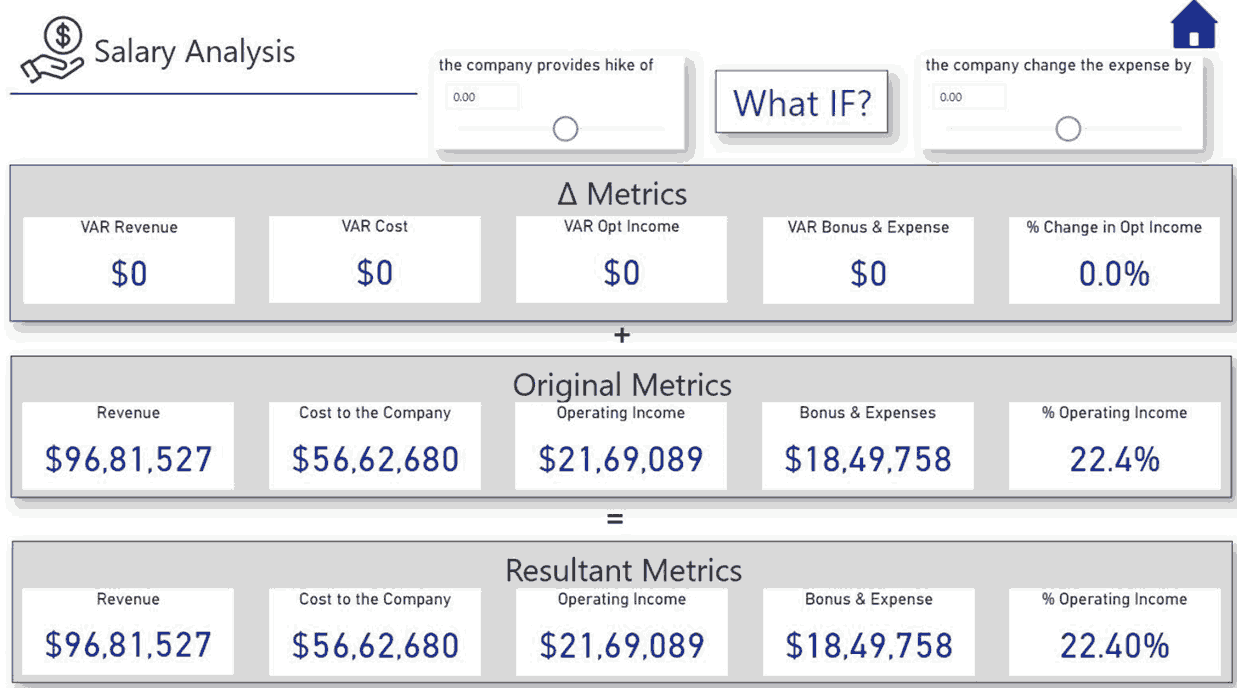 $
Salary Analysis
the company provides hike of
0.00
What IF?
the company change the expense by
0.00
Δ Metrics
VAR Revenue
$0
VAR Cost
$0
VAR Opt Income
$0
VAR Bonus & Expense
$0
% Change in Opt Income
0.0%
+
Original Metrics
Revenue
$96,81,527
Cost to the Company
$56,62,680
Operating Income
$21,69,089
Bonus & Expenses
$18,49,758
% Operating Income
22.4%
=
Resultant Metrics
Revenue
$96,81,527
Cost to the Company
$56,62,680
Operating Income
$21,69,089
Bonus & Expense
$18,49,758
% Operating Income
22.40%